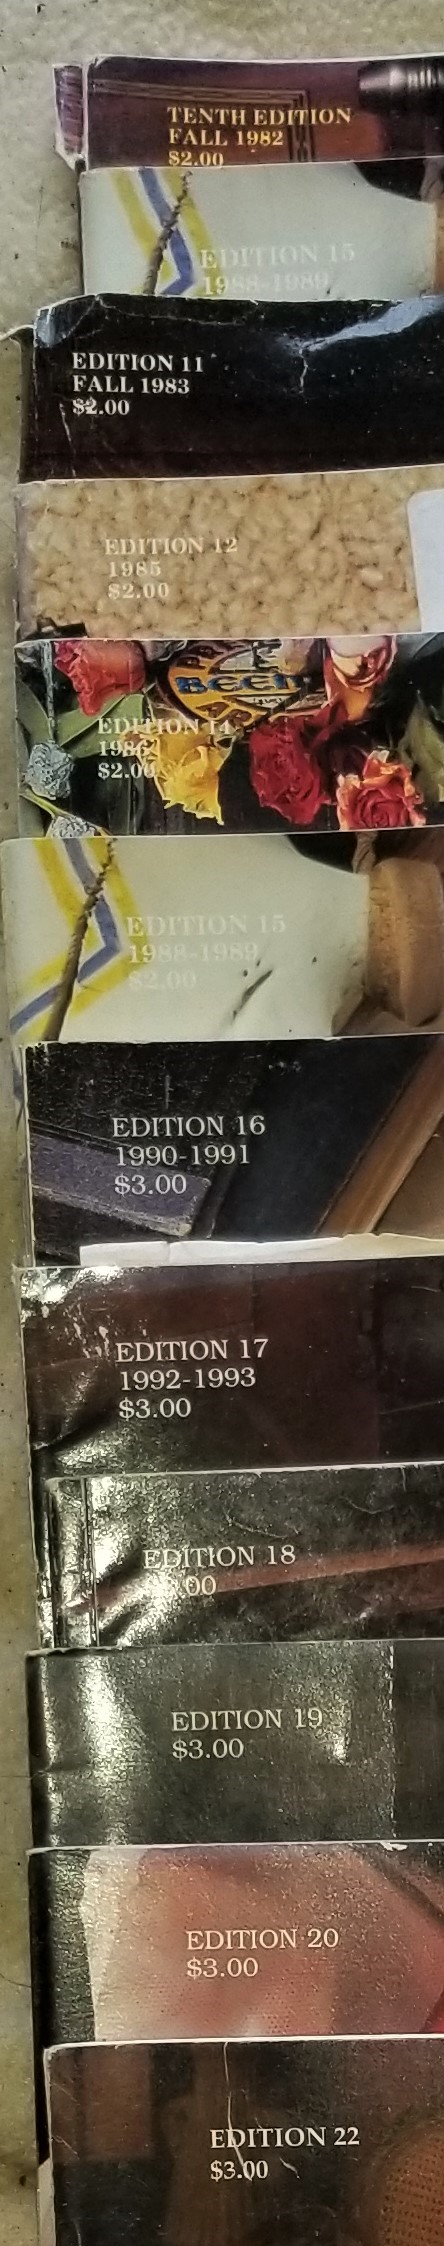 TENTH EDITION
FALL 1982
$2.00
EDITION 15
1988-1989
EDITION 11
FALL 1983
$2.00
EDITION 12
1985
$2.00
BEER
EDITION 14
1986
$2.00
EDITION 15
1988-1989
$2.00
EDITION 16
1990-1991
$3.00
EDITION 17
1992-1993
$3.00
EDITION 18
.00
EDITION 19
$3.00
EDITION 20
$3.00
EDITION 22
$3.00